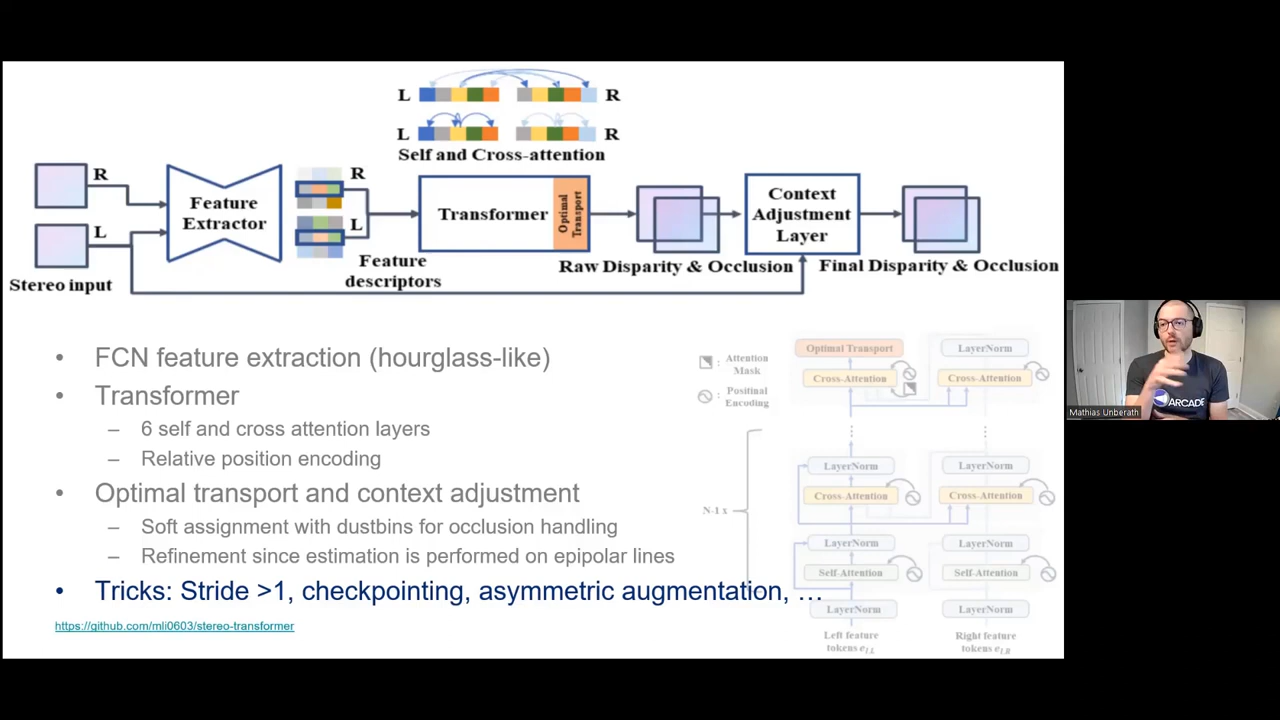 L
R
L
R
Self and Cross-attention
R
L
Stereo input
Feature
Extractor
R
L
Feature
descriptors
Transformer
Optimal
Transport
Raw Disparity & Occlusion
Context
Adjustment
Layer
Final Disparity & Occlusion
• FCN feature extraction (hourglass-like)
• Transformer
– 6 self and cross attention layers
– Relative position encoding
• Optimal transport and context adjustment
– Soft assignment with dustbins for occlusion handling
– Refinement since estimation is performed on epipolar lines
• Tricks: Stride >1, checkpointing, asymmetric augmentation, …
https://github.com/mli0603/stereo-transformer
: Attention
Mask
: Positinal
Encoding
N-1 x
Optimal Transport
LayerNorm
Cross-Attention
Cross-Attention
LayerNorm
LayerNorm
Cross-Attention
Cross-Attention
LayerNorm
LayerNorm
Self-Attention
Self-Attention
LayerNorm
LayerNorm
Left feature
tokens e_{I,L}
Right feature
tokens e_{I,R}
ARCADE
Mathias Unberath